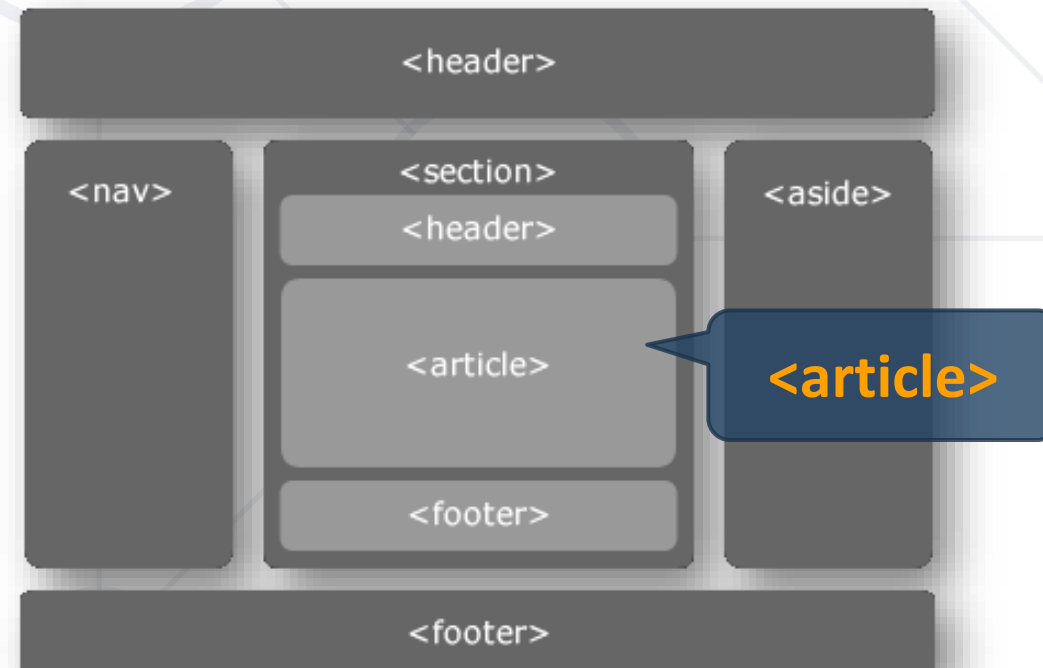 <header>
<nav>
<section>
<header>
<article>
<footer>
<aside>
<article>
<footer>